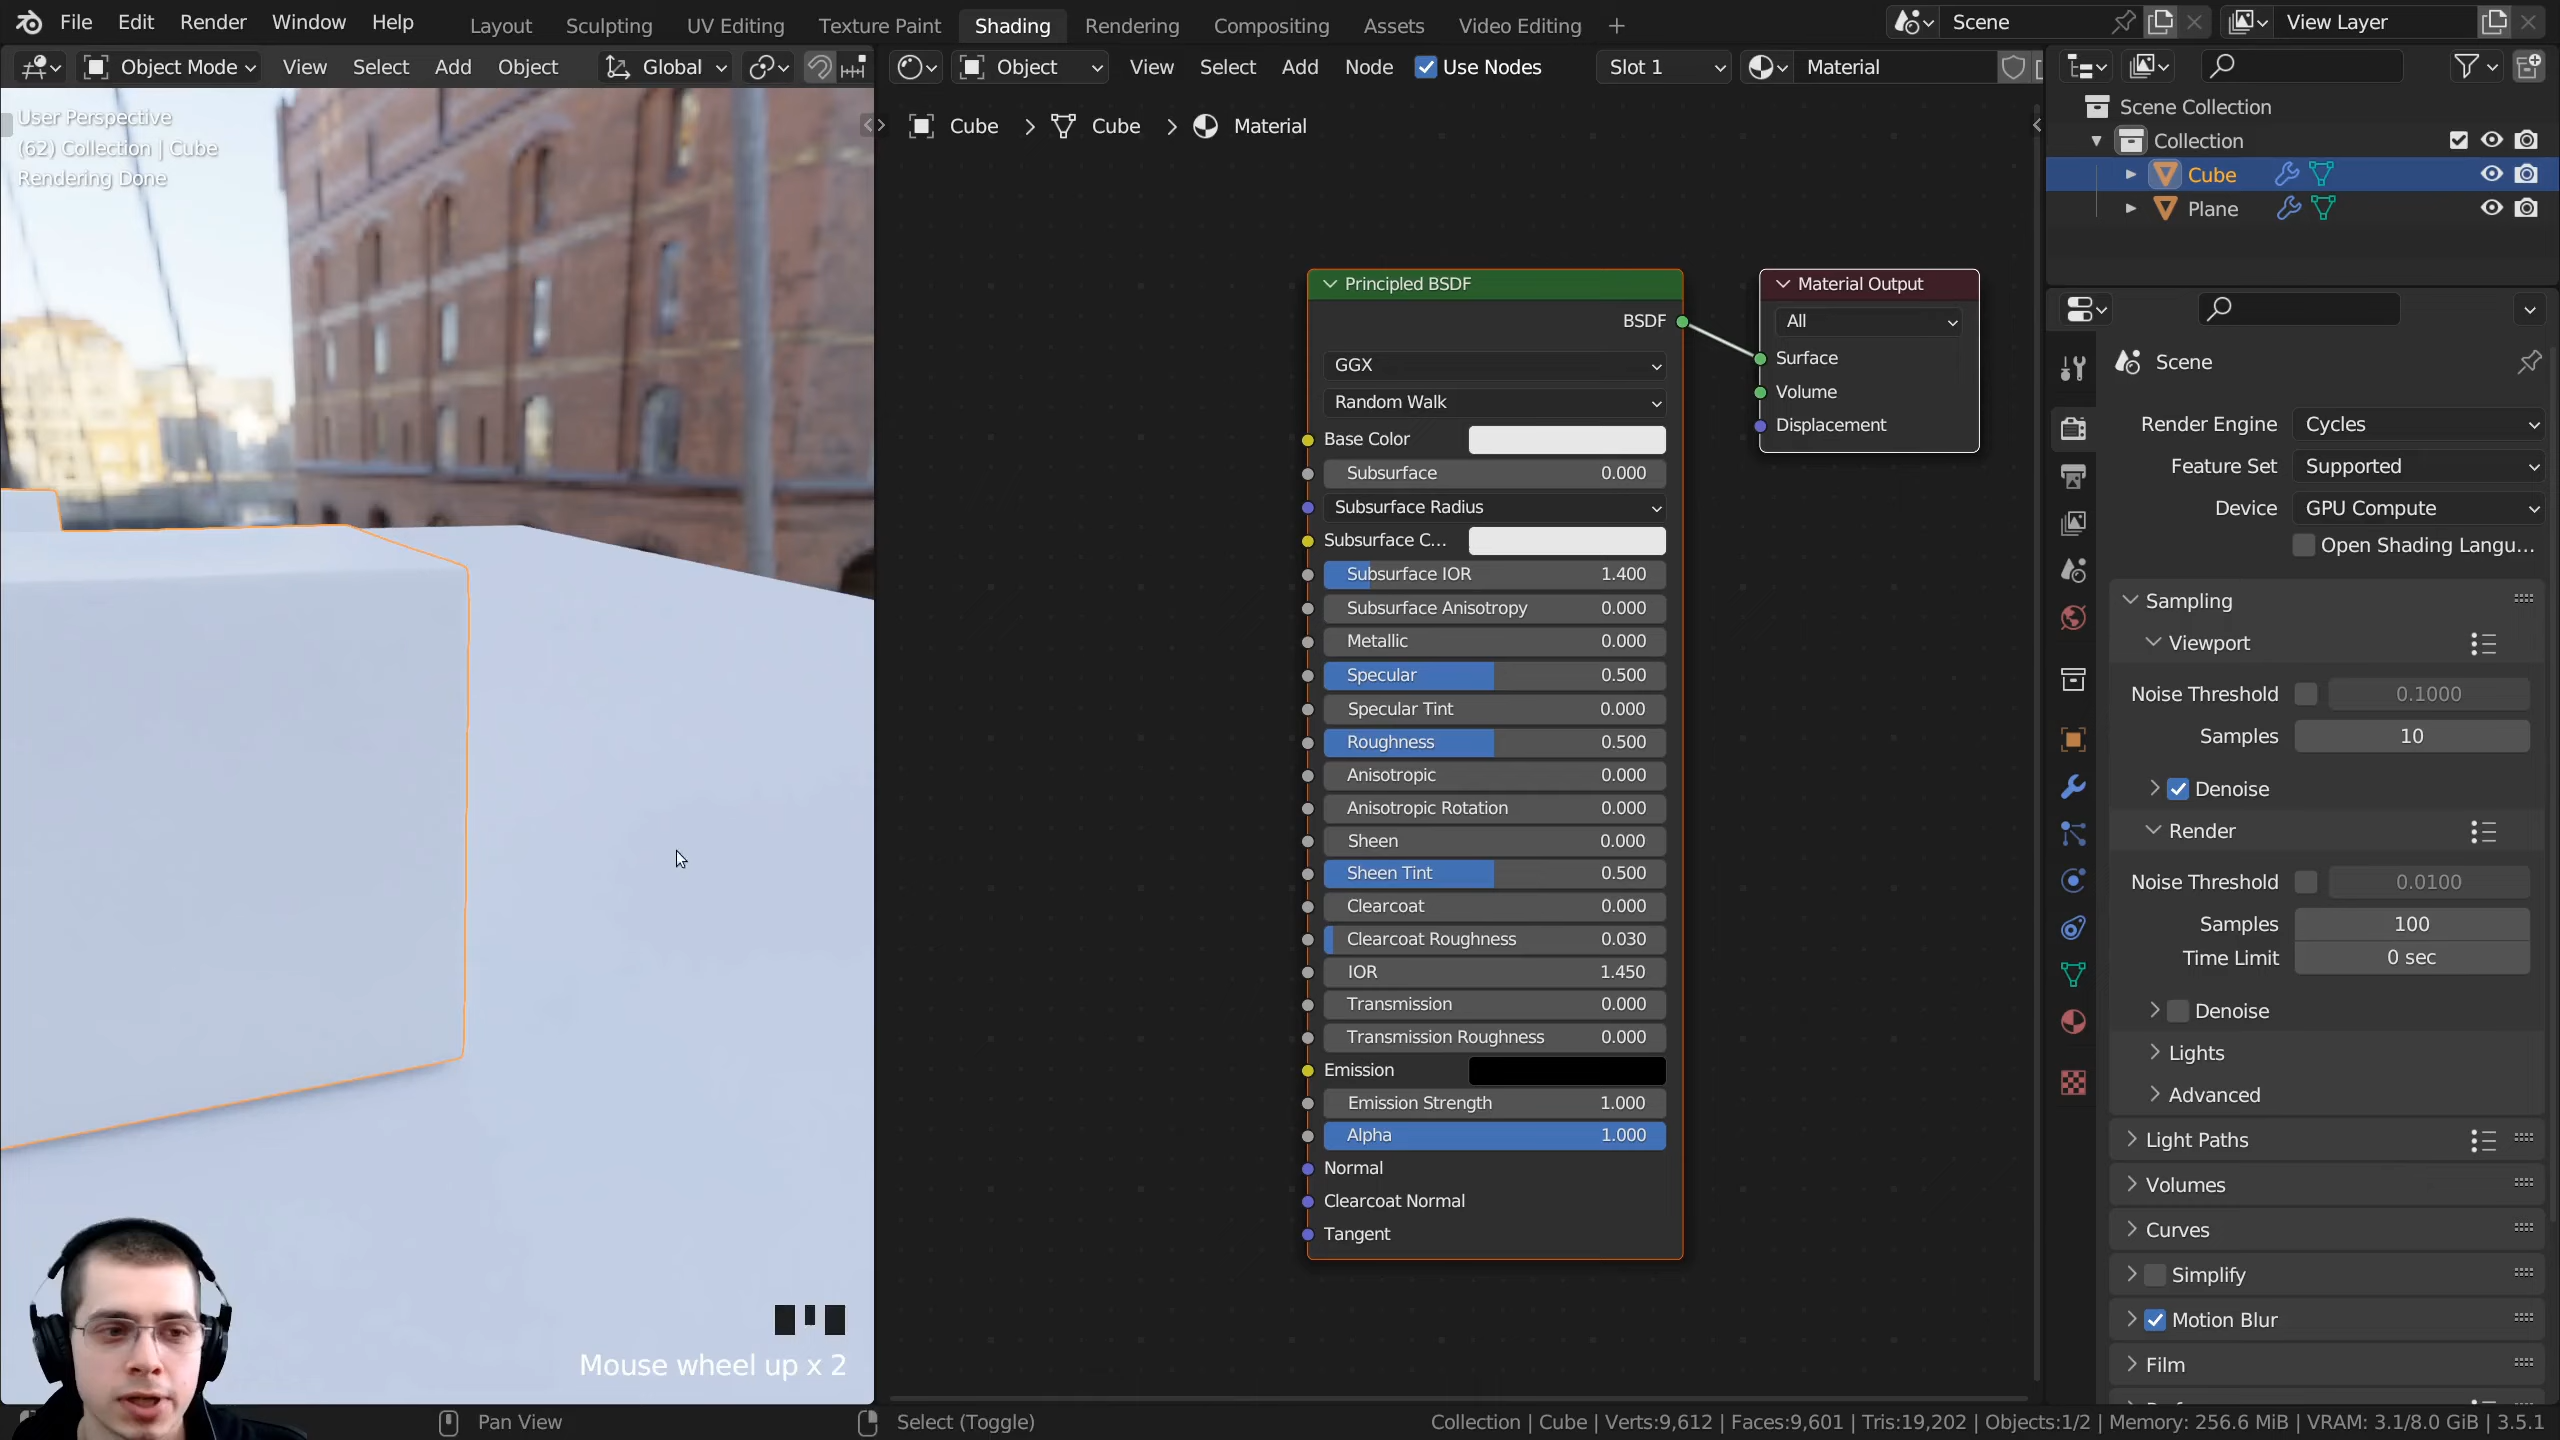 File Edit Render Window Help Layout Sculpting UV Editing Texture Paint Shading Rendering Compositing Assets Video Editing + Scene View Layer
Object Mode View Select Add Object Global Object View Select Add Node Use Nodes Slot 1 Material
User Perspective
(62) Collection | Cube
Rendering Done
Cube > Cube > Material
Principled BSDF
BSDF
GGX
Random Walk
Base Color
Subsurface 0.000
Subsurface Radius
Subsurface C...
Subsurface IOR 1.400
Subsurface Anisotropy 0.000
Metallic 0.000
Specular 0.500
Specular Tint 0.000
Roughness 0.500
Anisotropic 0.000
Anisotropic Rotation 0.000
Sheen 0.000
Sheen Tint 0.500
Clearcoat 0.000
Clearcoat Roughness 0.030
IOR 1.450
Transmission 0.000
Transmission Roughness 0.000
Emission
Emission Strength 1.000
Alpha 1.000
Normal
Clearcoat Normal
Tangent
Material Output
All
Surface
Volume
Displacement
Scene Collection
Collection
Cube
Plane
Scene
Render Engine Cycles
Feature Set Supported
Device GPU Compute
Open Shading Langu...
Sampling
Viewport
Noise Threshold 0.1000
Samples 10
Denoise
Render
Noise Threshold 0.0100
Samples 100
Time Limit 0 sec
Denoise
Lights
Advanced
Light Paths
Volumes
Curves
Simplify
Motion Blur
Film
Mouse wheel up x 2
Pan View Select (Toggle) Collection | Cube | Verts:9,612 | Faces:9,601 | Tris:19,202 | Objects:1/2 | Memory: 256.6 MiB | VRAM: 3.1/8.0 GiB | 3.5.1